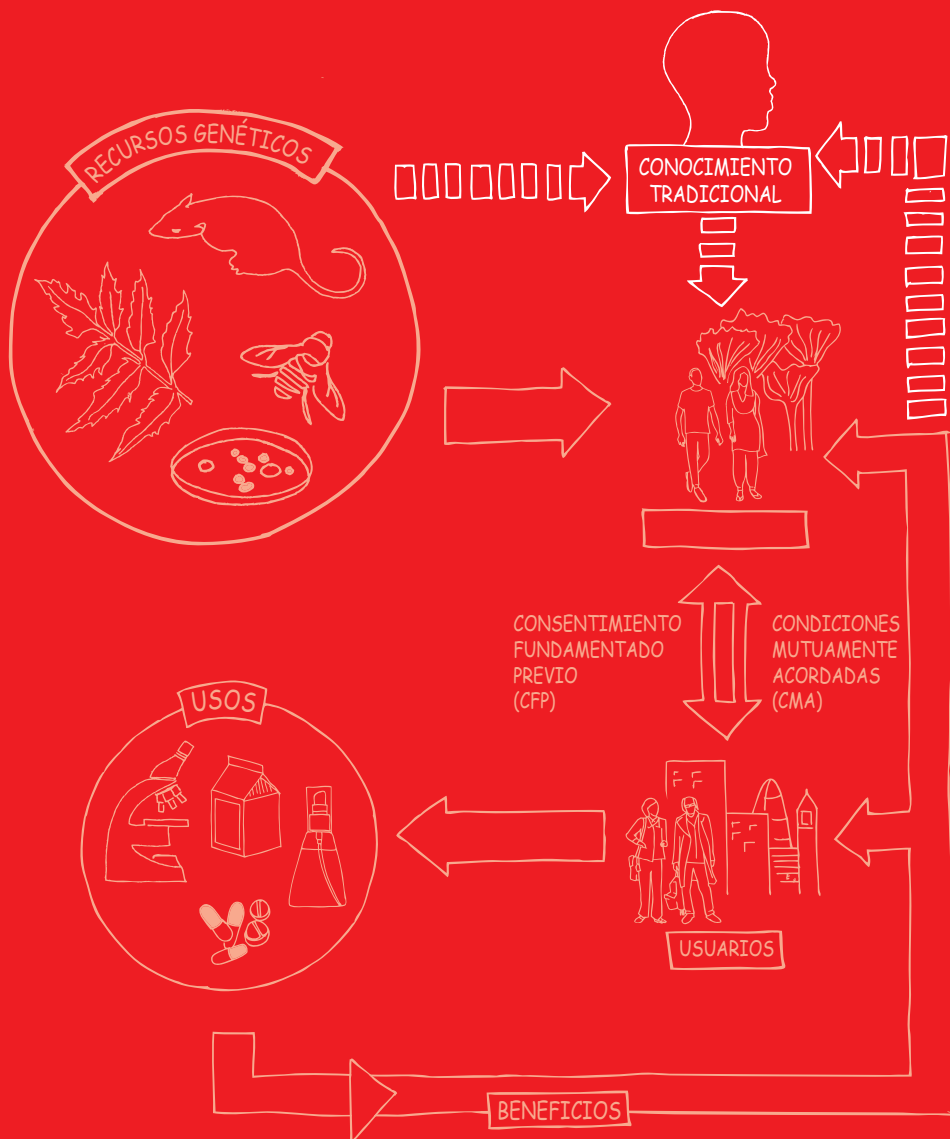 RECURSOS GENÉTICOS
CONOCIMIENTO
TRADICIONAL
CONSENTIMIENTO
FUNDAMENTADO
PREVIO
(CFP)
CONDICIONES
MUTUAMENTE
ACORDADAS
(CMA)
USOS
USUARIOS
BENEFICIOS